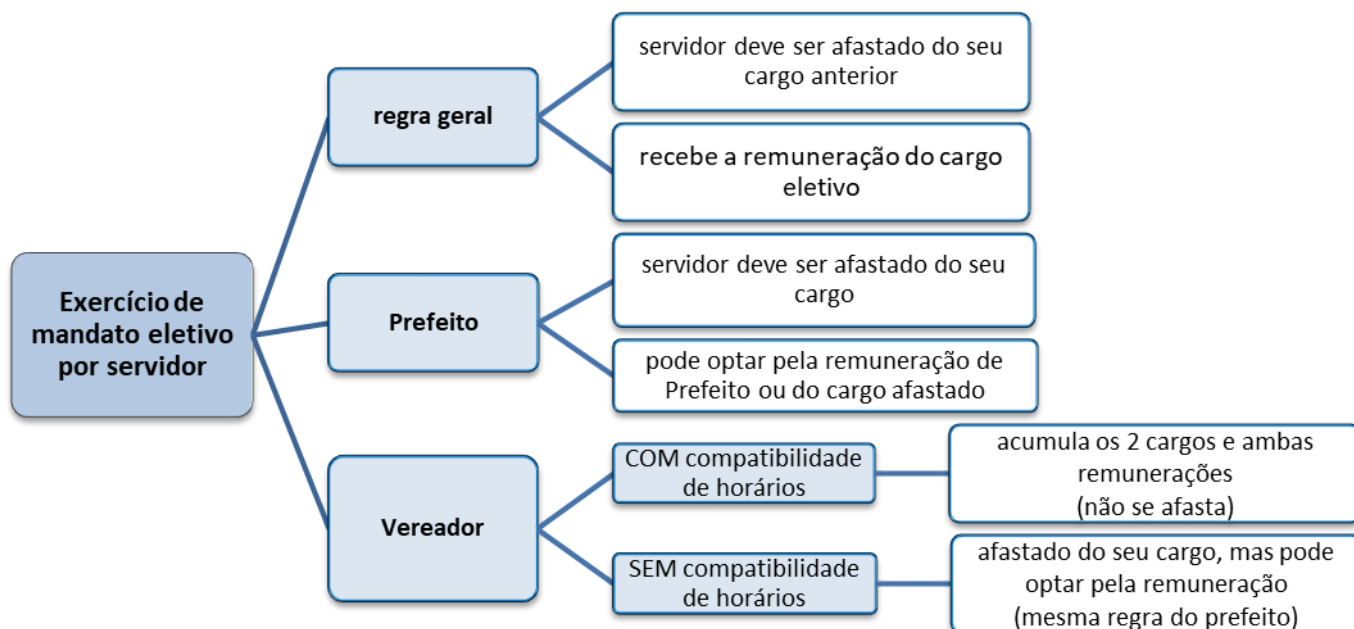 Exercício de
mandato eletivo
por servidor
regra geral
servidor deve ser afastado do seu
cargo anterior
recebe a remuneração do cargo
eletivo
Prefeito
servidor deve ser afastado do seu
cargo
pode optar pela remuneração de
Prefeito ou do cargo afastado
Vereador
COM compatibilidade
de horários
acumula os 2 cargos e ambas
remunerações
(não se afasta)
SEM compatibilidade
de horários
afastado do seu cargo, mas pode
optar pela remuneração
(mesma regra do prefeito)